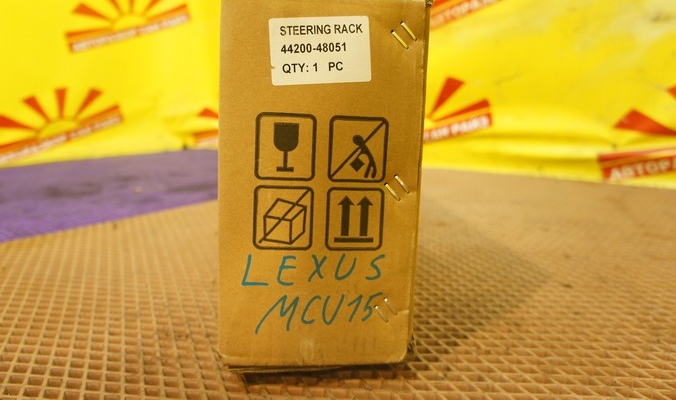 STEERING RACK
44200-48051
QTY: 1 PC
LEXUS
MCU15